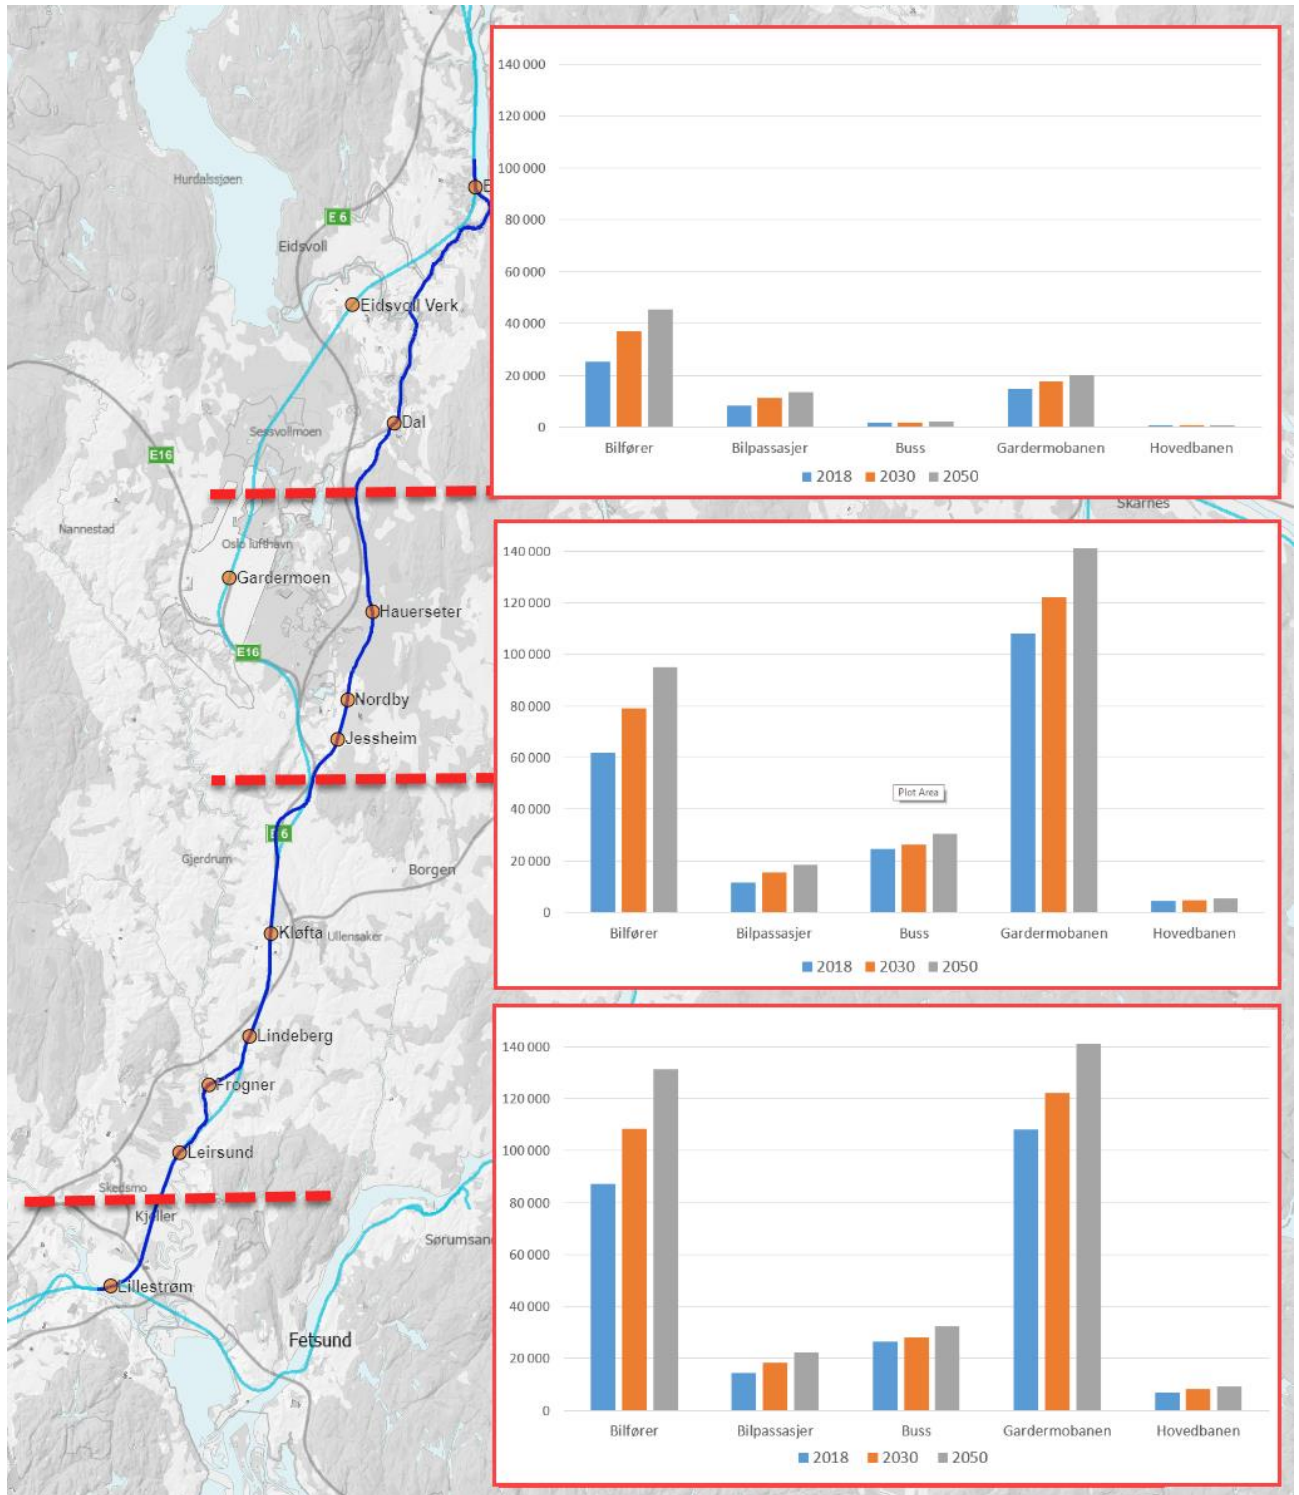 140 000
120 000
100 000
80 000
60 000
40 000
20 000
0
Bilfører Bilpassasjer Buss Gardermobanen Hovedbanen
2018 2030 2050
Hurdalssjøen
E 6
Eidsvoll
Eidsvoll Verk
Dal
Sessvollmoen
E16
Nannestad
Oslo lufthavn
Gardermoen
Hauerseter
E16
Nordby
Jessheim
Skarnes
140 000
120 000
100 000
80 000
60 000
40 000
20 000
0
Plot Area
Bilfører Bilpassasjer Buss Gardermobanen Hovedbanen
2018 2030 2050
E 6
Gjerdrum
Borgen
Kløfta
Ullensaker
Lindeberg
Frogner
Leirsund
Skedsmo
Kjeller
Sørumsan
Lillestrøm
Fetsund
140 000
120 000
100 000
80 000
60 000
40 000
20 000
0
Bilfører Bilpassasjer Buss Gardermobanen Hovedbanen
2018 2030 2050